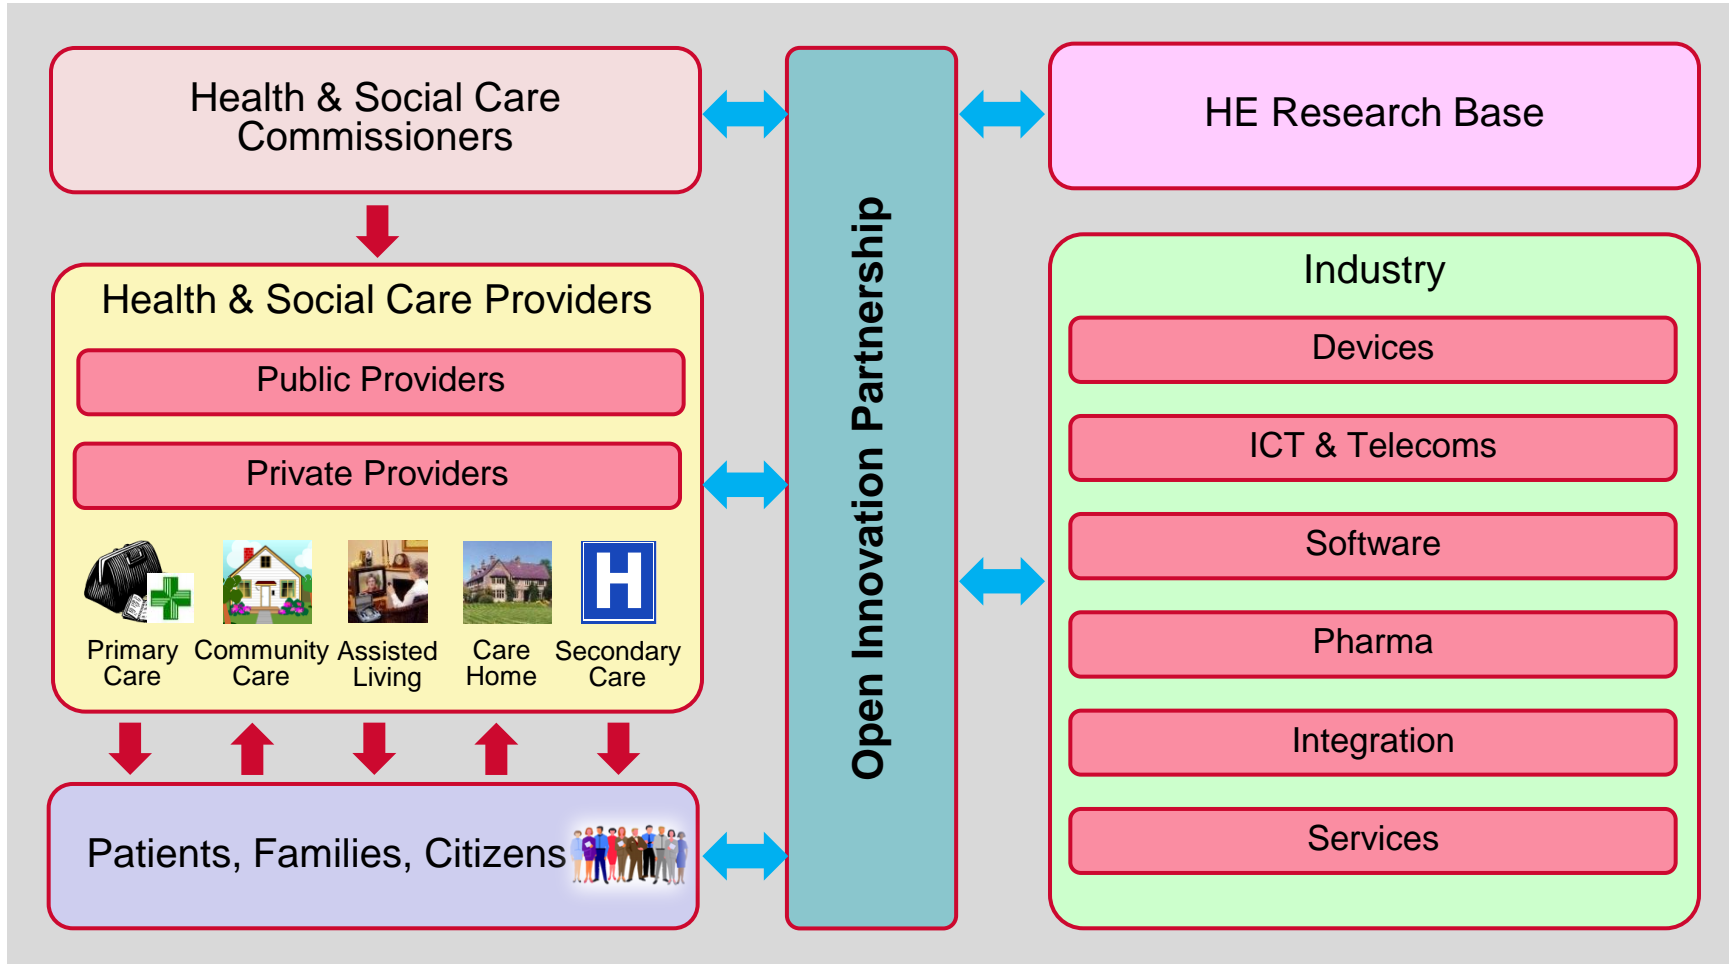 Health & Social Care
Commissioners
Health & Social Care Providers
Public Providers
Private Providers
H
Primary
Care
Community
Care
Assisted
Living
Care
Home
Secondary
Care
Patients, Families, Citizens
Open Innovation Partnership
HE Research Base
Industry
Devices
ICT & Telecoms
Software
Pharma
Integration
Services